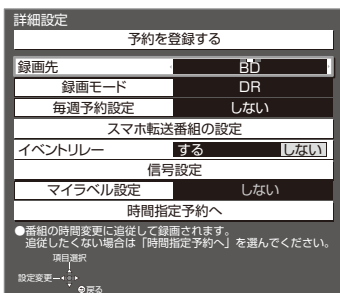 詳細設定
予約を登録する
録画先 BD
録画モード DR
毎週予約設定 しない
スマホ転送番組の設定
イベントリレー する しない
信号設定
マイラベル設定 しない
時間指定予約へ
●番組の時間変更に追従して録画されます。
追従したくない場合は「時間指定予約へ」を選んでください。
項目選択
設定変更
戻る